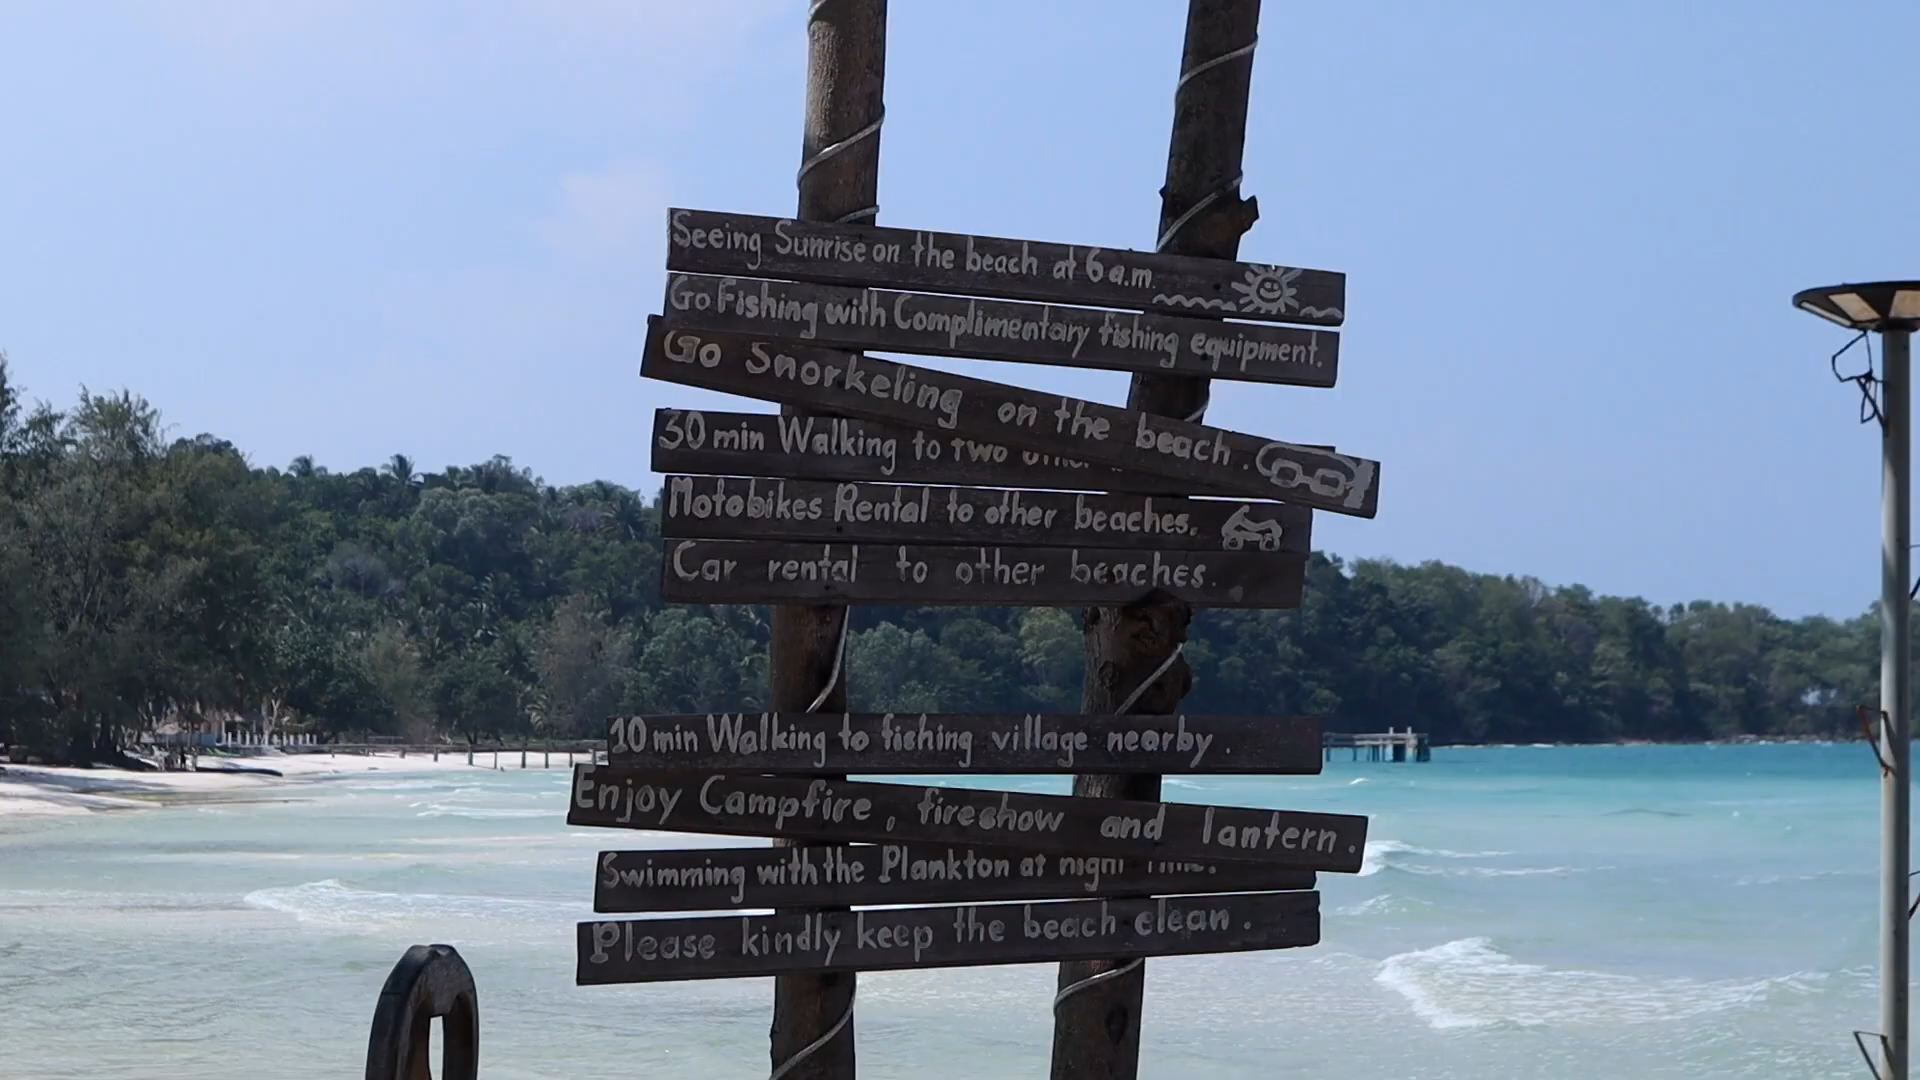 Seeing Sunrise on the beach at 6 a.m.
Go Fishing with Complimentary fishing equipment.
Go Snorkeling on the beach.
30 min Walking to two
Motobikes Rental to other beaches.
Car rental to other beaches.
10 min Walking to fishing village nearby.
Enjoy Campfire, fireshow and lantern.
Swimming with the Plankton at night time.
Please kindly keep the beach clean.